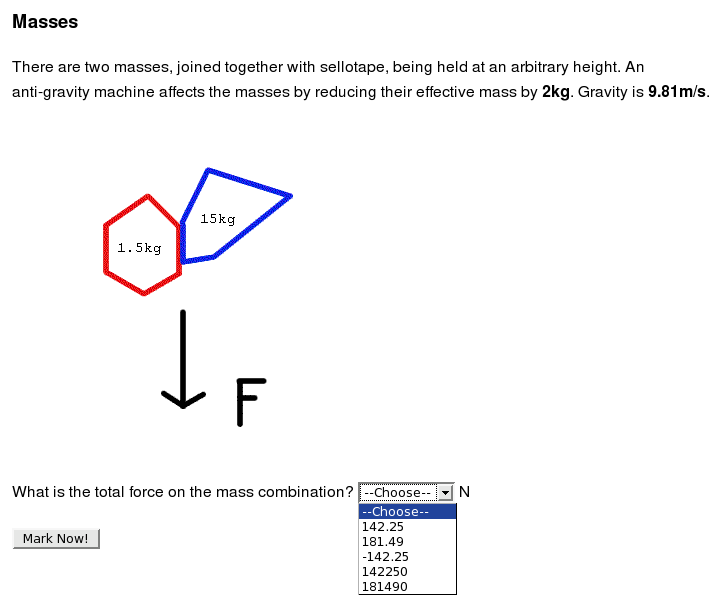 Masses
There are two masses, joined together with sellotape, being held at an arbitrary height. An
anti-gravity machine affects the masses by reducing their effective mass by 2kg. Gravity is 9.81m/s.
15kg
1.5kg
F
What is the total force on the mass combination? --Choose-- N
--Choose--
142.25
181.49
-142.25
142250
181490
Mark Now!